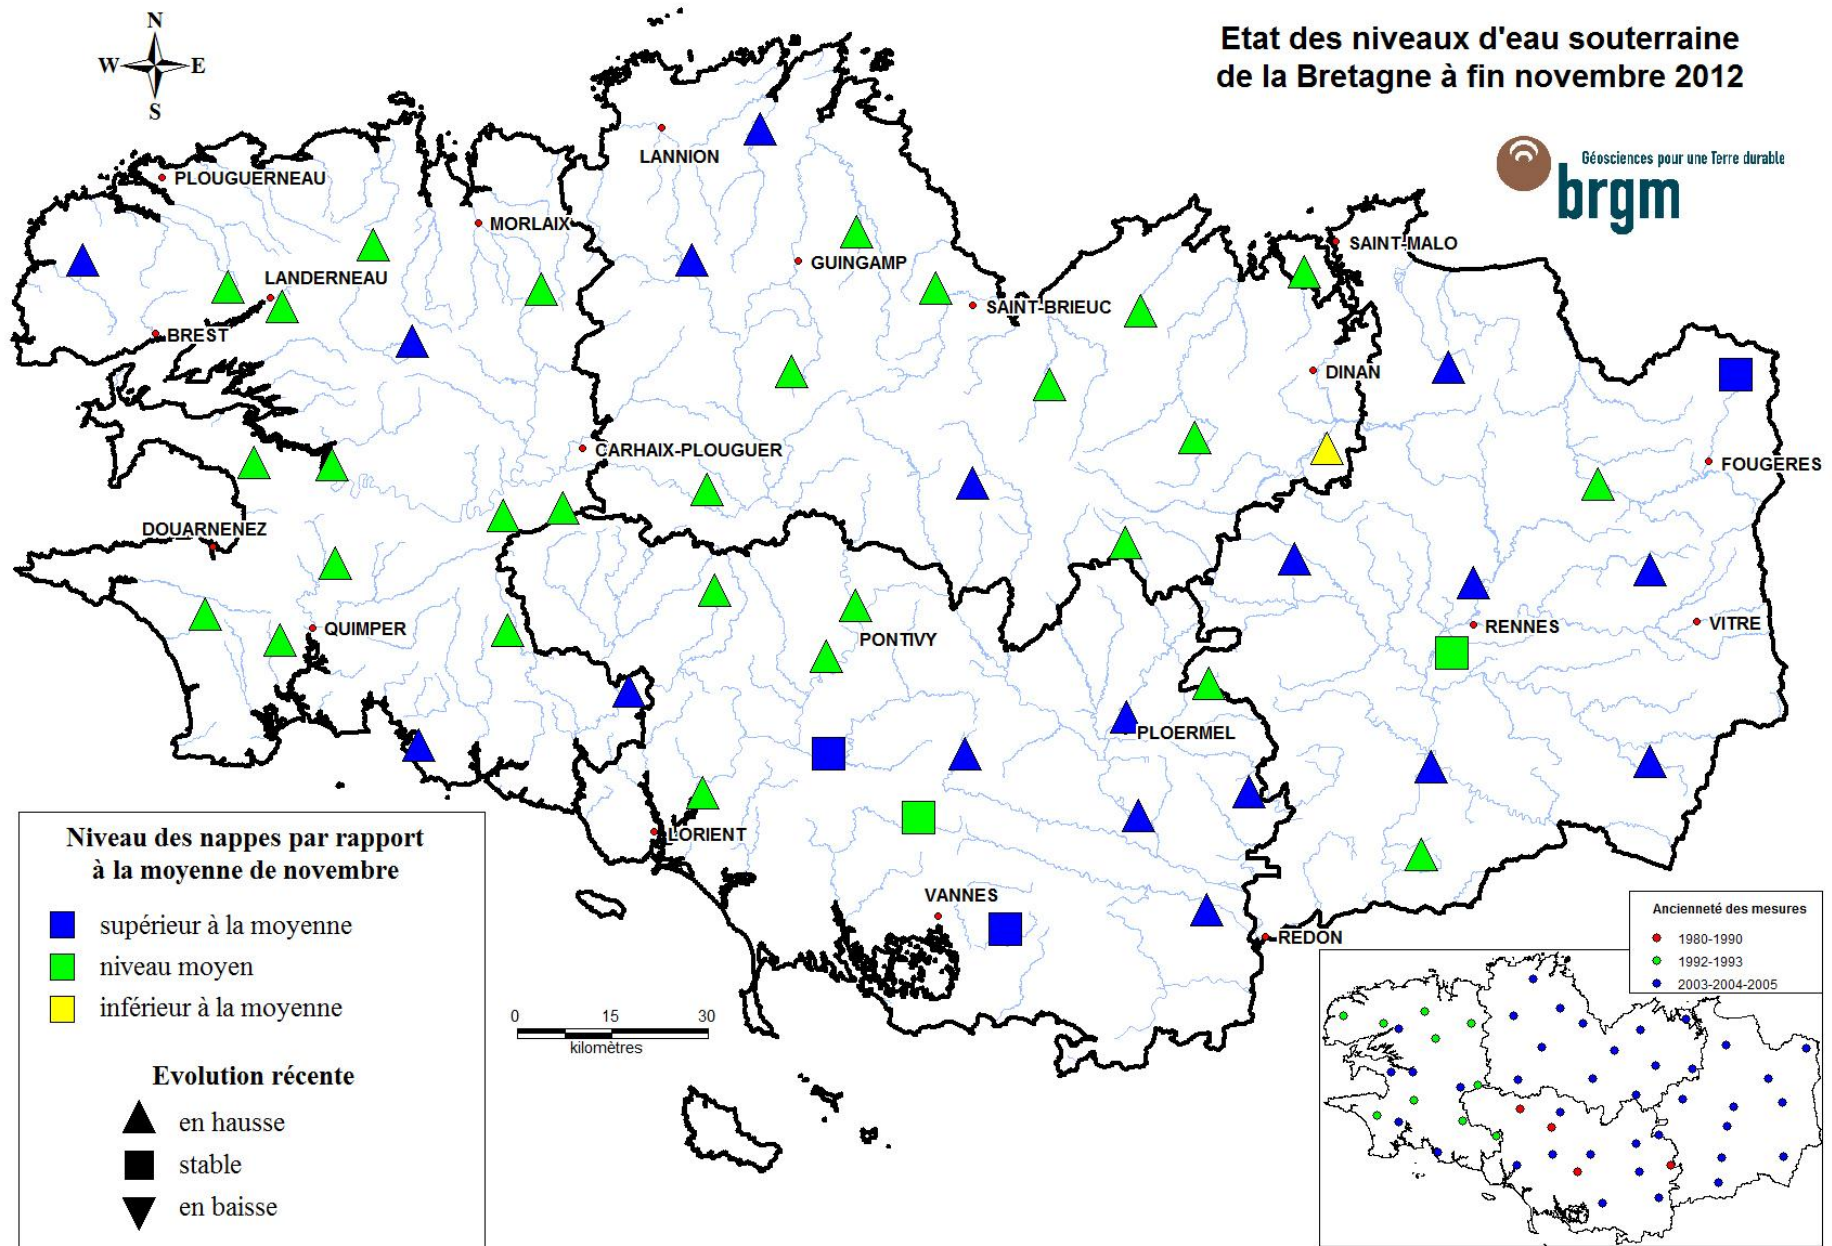 Etat des niveaux d'eau souterraine
de la Bretagne à fin novembre 2012
N
W E
S
Géosciences pour une Terre durable
brgm
LANNION
PLOUGUERNEAU
MORLAIX
SAINT-MALO
GUINGAMP
LANDERNEAU
SAINT-BRIEUC
BREST
DINAN
CARHAIX-PLOUGUER
FOUGERES
DOUARNENEZ
QUIMPER
PONTIVY
RENNES
VITRE
PLOERMEL
LORIENT
VANNES
REDON
Niveau des nappes par rapport
à la moyenne de novembre
supérieur à la moyenne
niveau moyen
inférieur à la moyenne
Evolution récente
en hausse
stable
en baisse
0 15 30
kilomètres
Ancienneté des mesures
1980-1990
1992-1993
2003-2004-2005